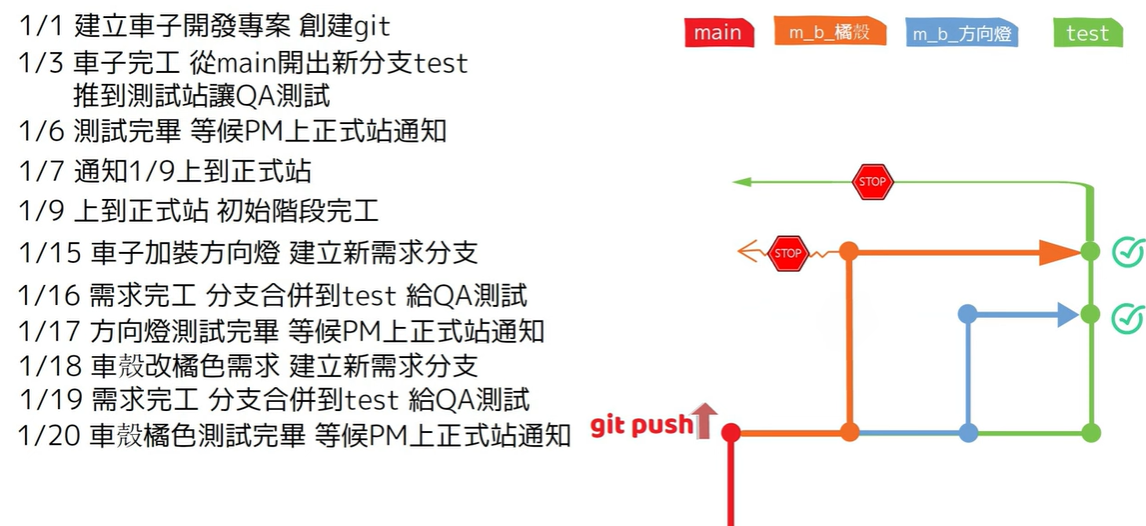 1/1 建立車子開發專案 創建git
1/3 車子完工 從main開出新分支test
推到測試站讓QA測試
1/6 測試完畢 等候PM上正式站通知
1/7 通知1/9上到正式站
1/9 上到正式站 初始階段完工
1/15 車子加裝方向燈 建立新需求分支
1/16 需求完工 分支合併到test 給QA測試
1/17 方向燈測試完畢 等候PM上正式站通知
1/18 車殼改橘色需求 建立新需求分支
1/19 需求完工 分支合併到test 給QA測試
1/20 車殼橘色測試完畢 等候PM上正式站通知
main
m_b_橘殼
m_b_方向燈
test
STOP
STOP
git push